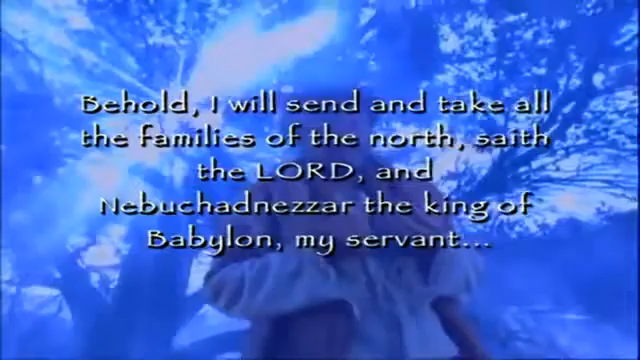 Behold, I will send and take all
the families of the north, saith
the LORD, and
Nebuchadnezzar the king of
Babylon, my servant...